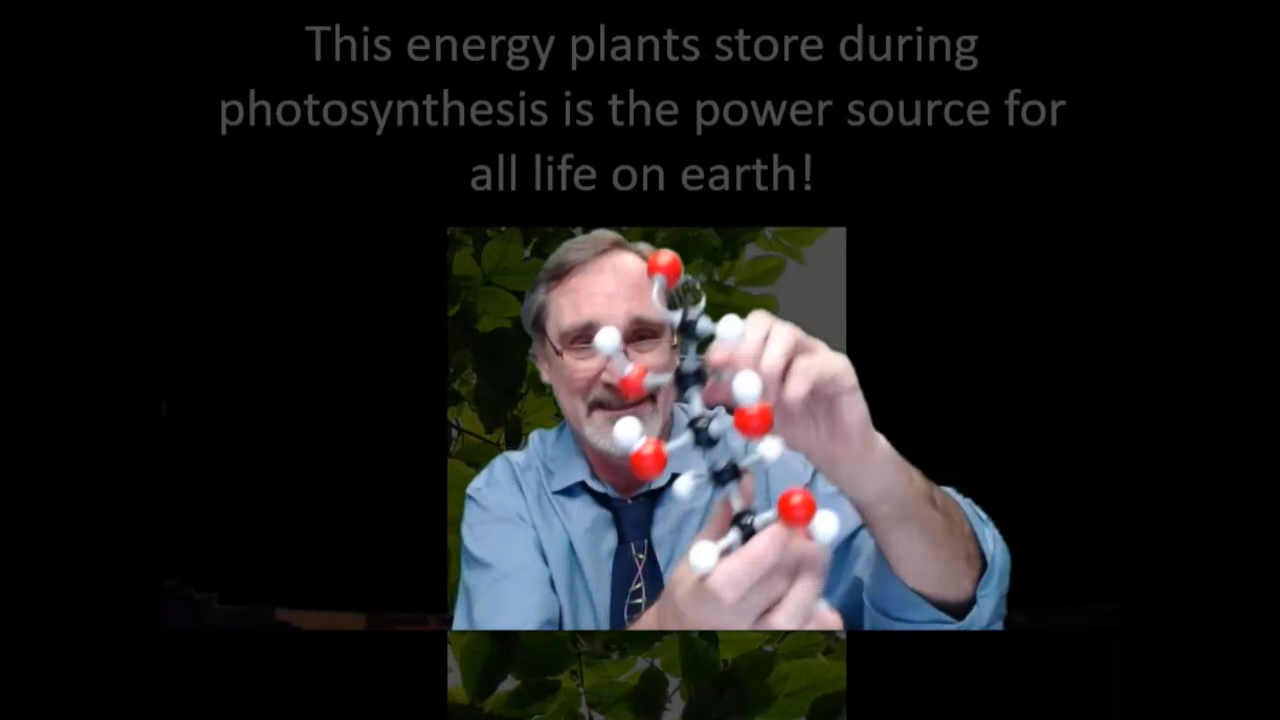 This energy plants store during
photosynthesis is the power source for
all life on earth!